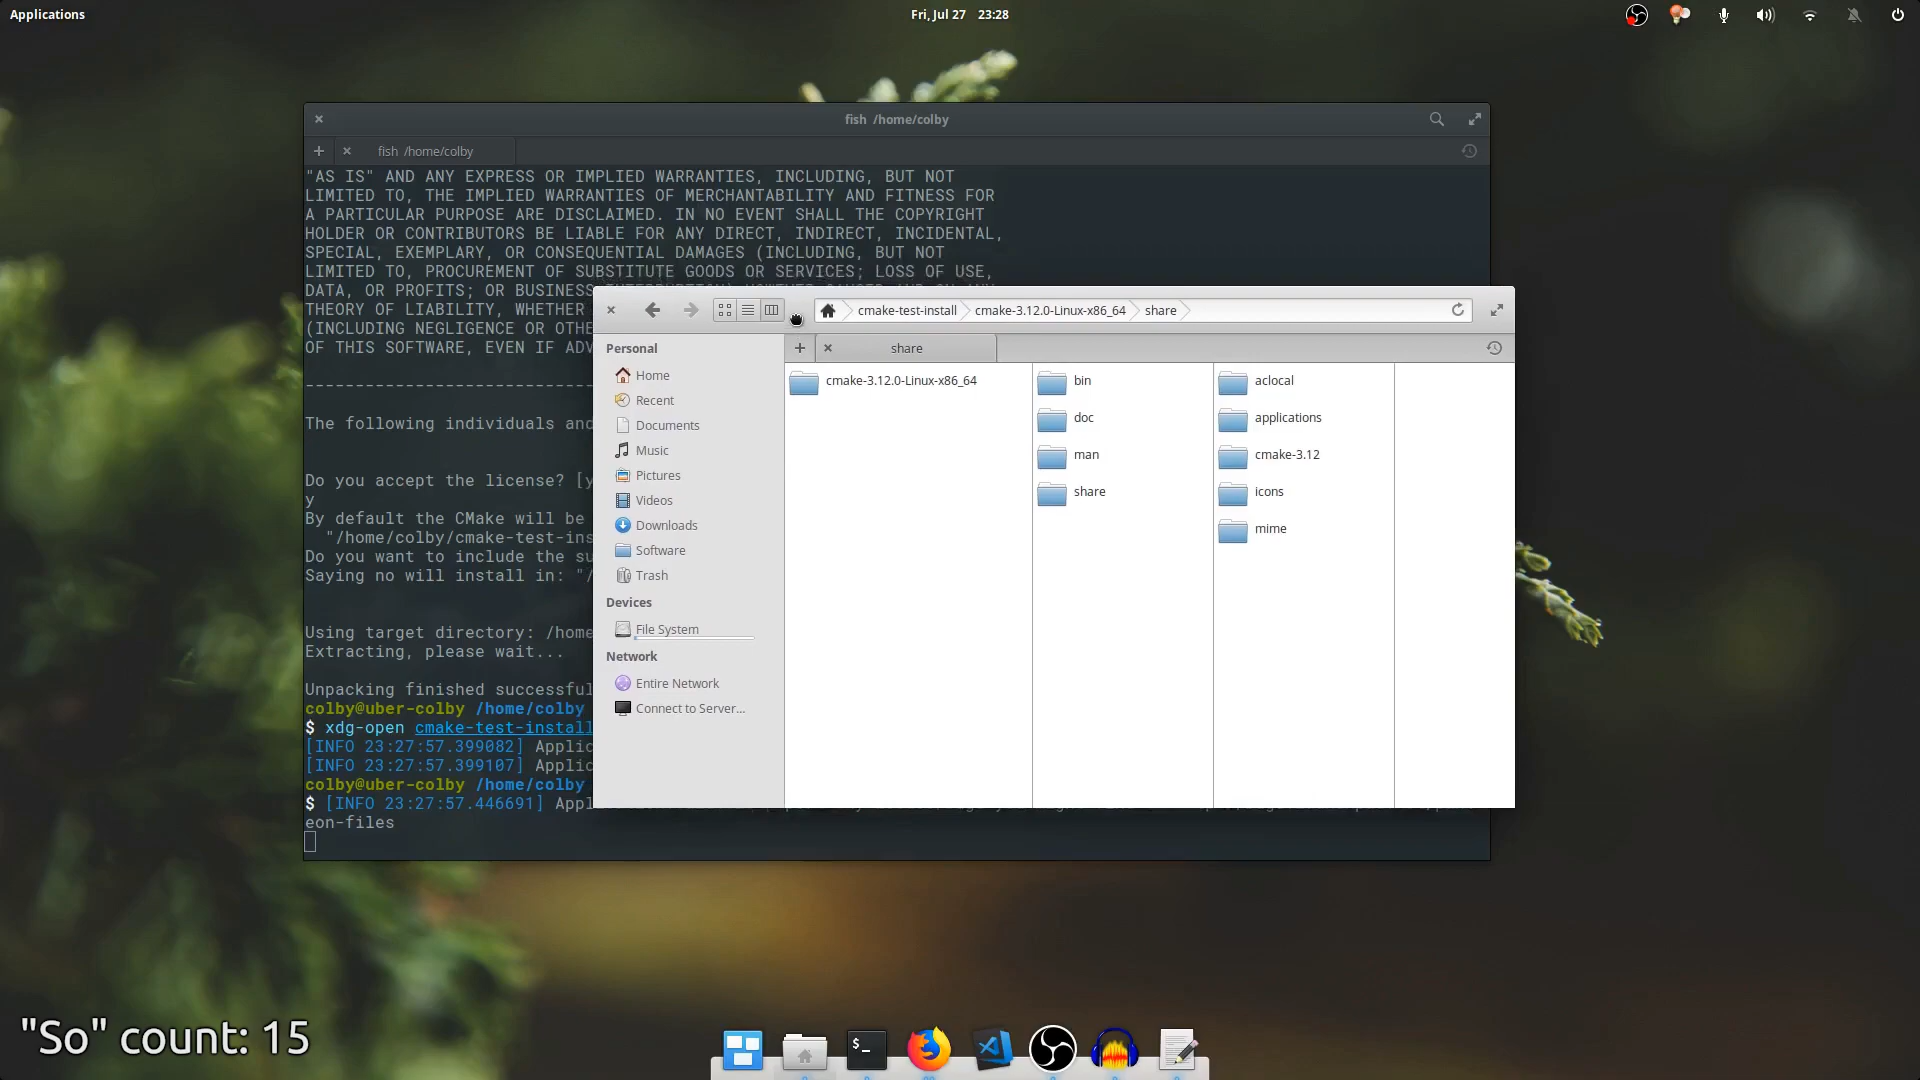 Applications
Fri, Jul 27 23:28
fish /home/colby
fish /home/colby
"AS IS" AND ANY EXPRESS OR IMPLIED WARRANTIES, INCLUDING, BUT NOT
LIMITED TO, THE IMPLIED WARRANTIES OF MERCHANTABILITY AND FITNESS FOR
A PARTICULAR PURPOSE ARE DISCLAIMED. IN NO EVENT SHALL THE COPYRIGHT
HOLDER OR CONTRIBUTORS BE LIABLE FOR ANY DIRECT, INDIRECT, INCIDENTAL,
SPECIAL, EXEMPLARY, OR CONSEQUENTIAL DAMAGES (INCLUDING, BUT NOT
LIMITED TO, PROCUREMENT OF SUBSTITUTE GOODS OR SERVICES; LOSS OF USE,
DATA, OR PROFITS; OR BUSINESS
THEORY OF LIABILITY, WHETHER
(INCLUDING NEGLIGENCE OR OTHE
OF THIS SOFTWARE, EVEN IF ADV
------------------------------
The following individuals and
Do you accept the license? [y
y
By default the CMake will be
"/home/colby/cmake-test-ins
Do you want to include the su
Saying no will install in: "/
Using target directory: /home
Extracting, please wait...
Unpacking finished successful
colby@uber-colby /home/colby
$ xdg-open cmake-test-install
[INFO 23:27:57.399082] Applic
[INFO 23:27:57.399107] Applic
colby@uber-colby /home/colby
$ [INFO 23:27:57.446691] Appl
eon-files
cmake-test-install
cmake-3.12.0-Linux-x86_64
share
share
Personal
Home
Recent
Documents
Music
Pictures
Videos
Downloads
Software
Trash
Devices
File System
Network
Entire Network
Connect to Server...
cmake-3.12.0-Linux-x86_64
bin
doc
man
share
aclocal
applications
cmake-3.12
icons
mime
"So" count: 15
$_